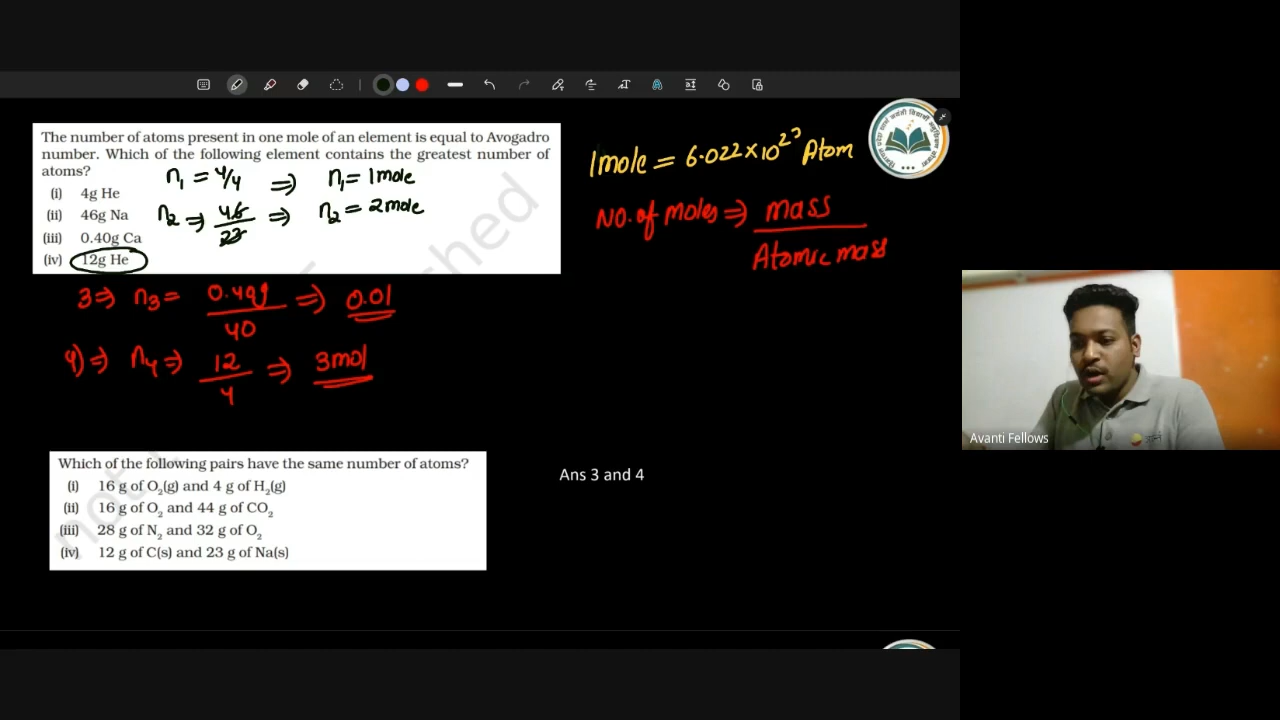 The number of atoms present in one mole of an element is equal to Avogadro
number. Which of the following element contains the greatest number of
atoms?
n₁ = 4/4 ⇒ n₁ = 1mole
(i) 4g He
(ii) 46g Na
n₂ ⇒ 46/23 ⇒ n₂ = 2mole
(iii) 0.40g Ca
(iv) 12g He
1mole = 6.022×10²³ Atom
NO. of moles ⇒ mass / Atomic mass
3 ⇒ n₃ = 0.40g / 40 ⇒ 0.01
4) ⇒ n₄ ⇒ 12 / 4 ⇒ 3mol
Which of the following pairs have the same number of atoms?
(i) 16 g of O₂(g) and 4 g of H₂(g)
(ii) 16 g of O₂ and 44 g of CO₂
(iii) 28 g of N₂ and 32 g of O₂
(iv) 12 g of C(s) and 23 g of Na(s)
Ans 3 and 4
Avanti Fellows